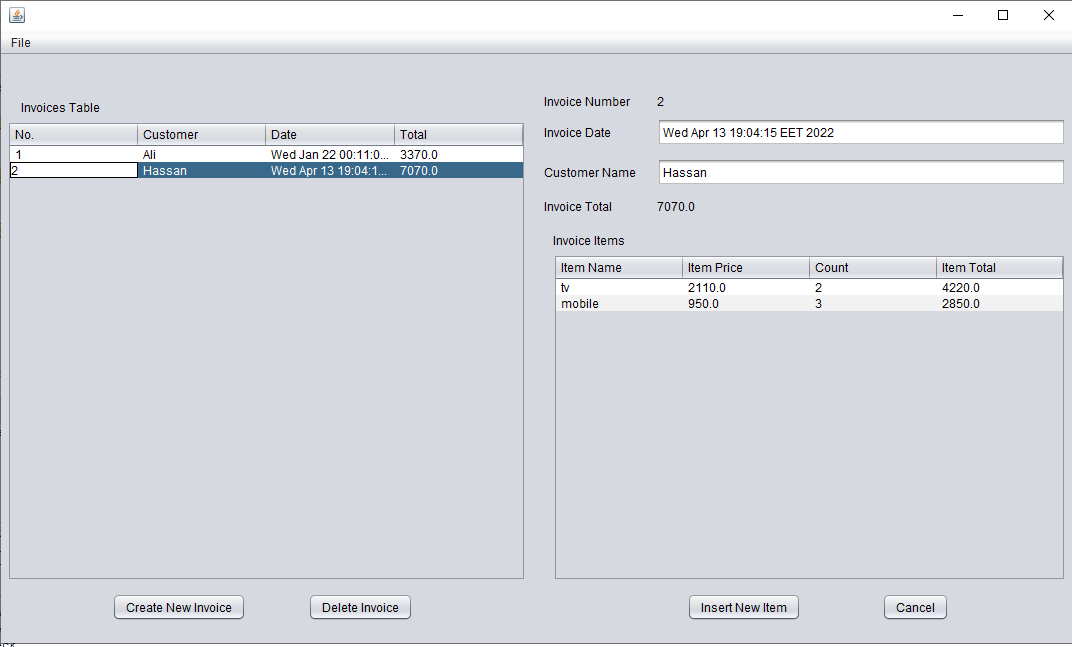 File
Invoices Table
No. Customer Date Total
1 Ali Wed Jan 22 00:11:0... 3370.0
2 Hassan Wed Apr 13 19:04:1... 7070.0
Create New Invoice Delete Invoice
Invoice Number 2
Invoice Date Wed Apr 13 19:04:15 EET 2022
Customer Name Hassan
Invoice Total 7070.0
Invoice Items
Item Name Item Price Count Item Total
tv 2110.0 2 4220.0
mobile 950.0 3 2850.0
Insert New Item Cancel